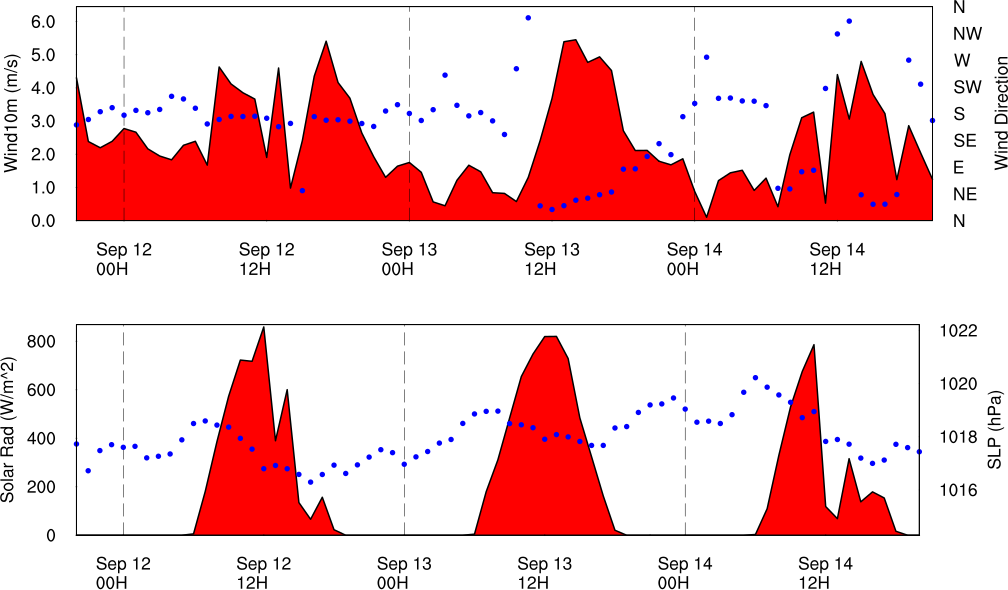 N
6.0
NW
5.0
W
4.0
SW
3.0
S
2.0
SE
E
1.0
NE
0.0
N
Wind10m (m/s)
Wind Direction
Sep 12
00H
Sep 12
12H
Sep 13
00H
Sep 13
12H
Sep 14
00H
Sep 14
12H
1022
800
1020
600
400
1018
200
1016
0
Solar Rad (W/m^2)
SLP (hPa)
Sep 12
00H
Sep 12
12H
Sep 13
00H
Sep 13
12H
Sep 14
00H
Sep 14
12H